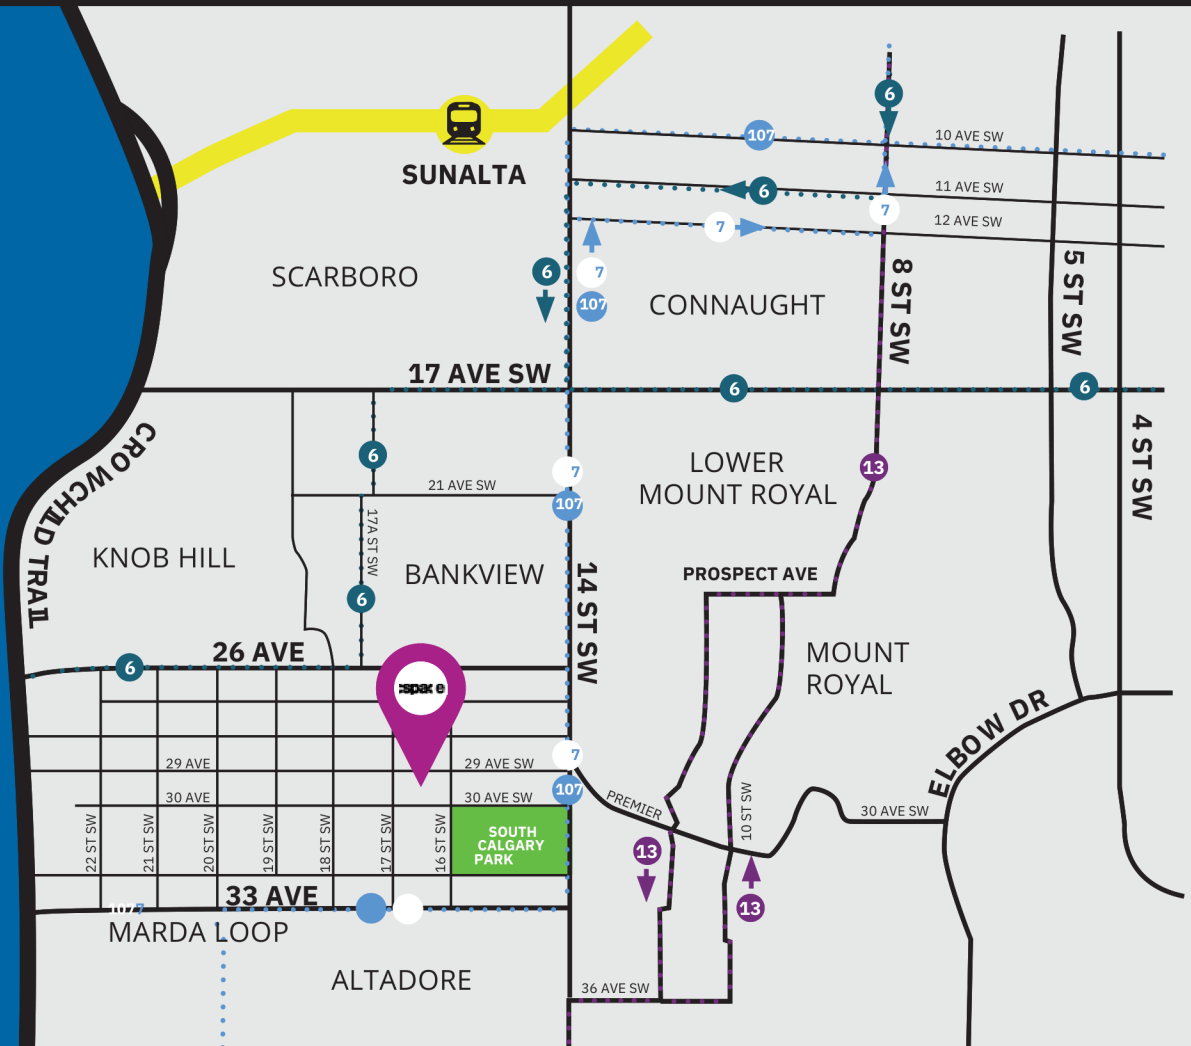 6
107
10 AVE SW
SUNALTA
6
11 AVE SW
7
12 AVE SW
7
SCARBORO
6
7
107
CONNAUGHT
8 ST SW
5 ST SW
17 AVE SW
6
6
CROWCHILD TRAIL
6
21 AVE SW
7
107
LOWER
MOUNT ROYAL
13
4 ST SW
17A ST SW
KNOB HILL
BANKVIEW
14 ST SW
PROSPECT AVE
6
26 AVE
6
MOUNT
ROYAL
:space
ELBOW DR
29 AVE
29 AVE SW
7
30 AVE
30 AVE SW
107
PREMIER
10 ST SW
30 AVE SW
22 ST SW
21 ST SW
20 ST SW
19 ST SW
18 ST SW
17 ST SW
16 ST SW
SOUTH
CALGARY
PARK
13
13
33 AVE
107
7
MARDA LOOP
ALTADORE
36 AVE SW